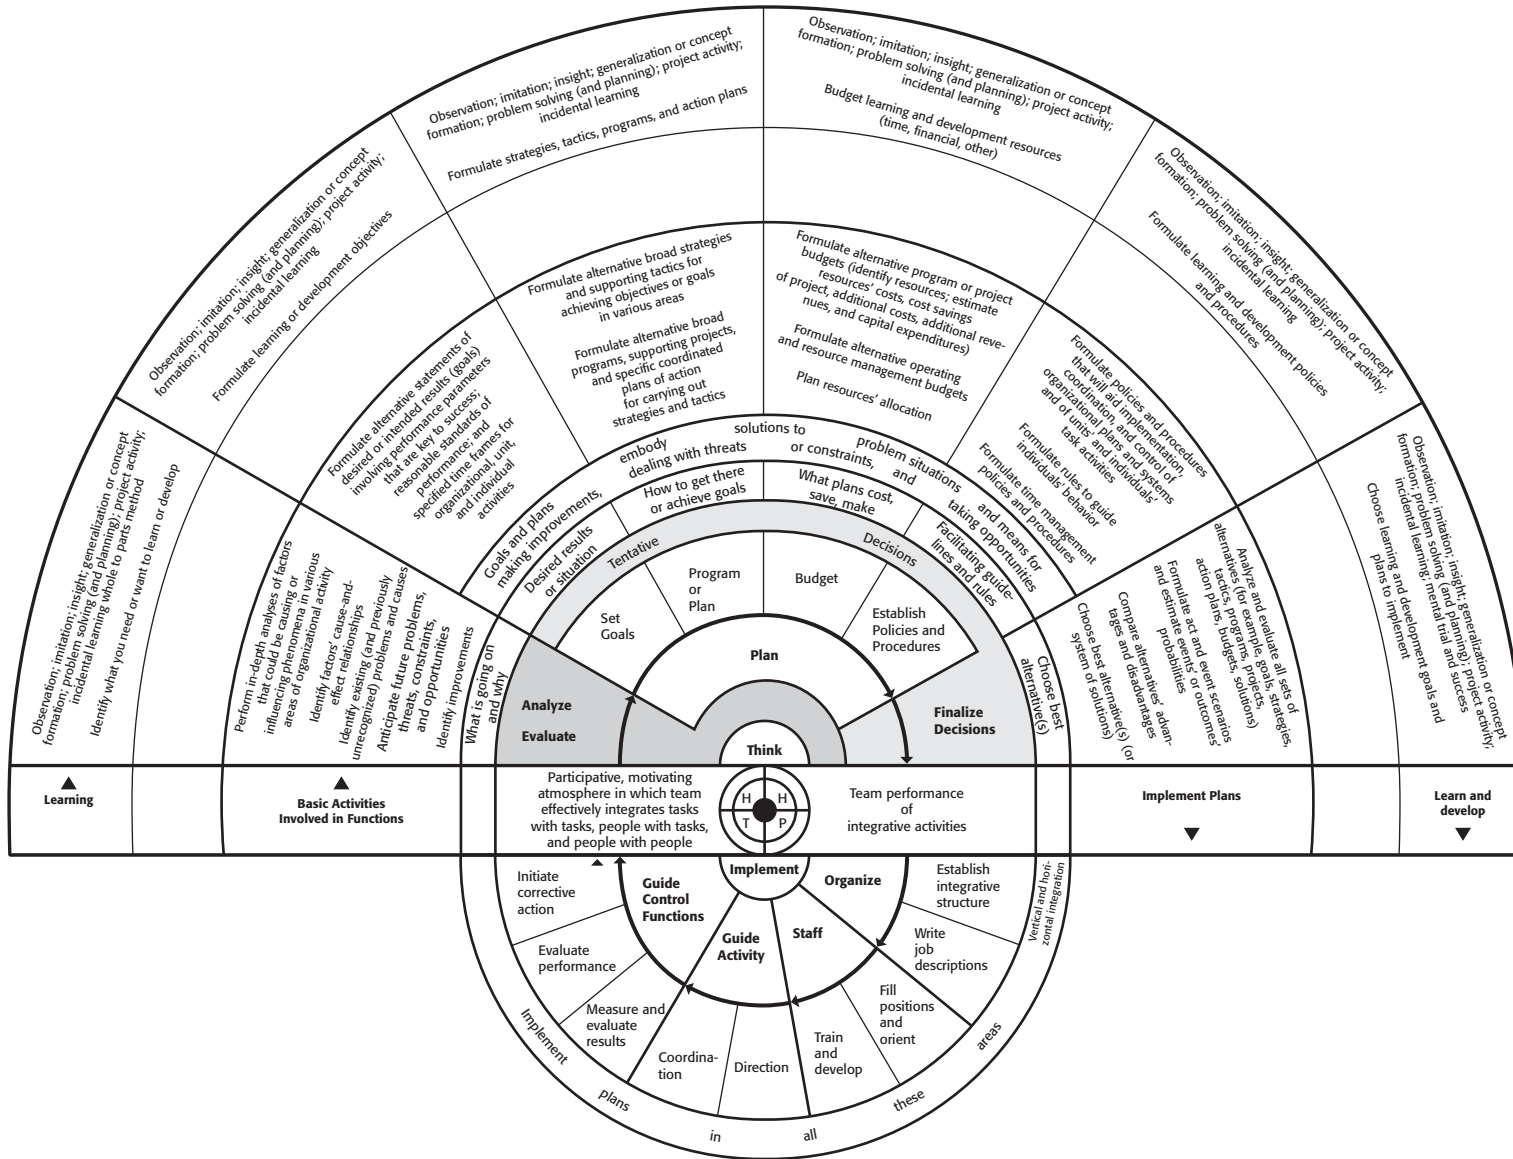 Observation; imitation; insight; generalization or concept
formation; problem solving (and planning); project activity;
incidental learning whole to parts method
Identify what you need or want to learn or develop
Observation; imitation; insight; generalization or concept
formation; problem solving (and planning); project activity;
incidental learning
Formulate learning or development objectives
Observation; imitation; insight; generalization or concept
formation; problem solving (and planning); project activity;
incidental learning
Formulate strategies, tactics, programs, and action plans
Observation; imitation; insight; generalization or concept
formation; problem solving (and planning); project activity;
incidental learning
Budget learning and development resources
(time, financial, other)
Observation; imitation; insight; generalization or concept
formation; problem solving (and planning); project activity;
incidental learning
Formulate learning and development policies
and procedures
Observation; imitation; insight; generalization or concept
formation; problem solving (and planning); project activity;
incidental learning; mental trial and success
Choose learning and development goals and
plans to implement
Perform in-depth analyses of factors
that could be causing or
influencing phenomena in various
areas of organizational activity
Identify factors' cause-and-
effect relationships
Identify existing (and previously
unrecognized) problems and causes
Anticipate future problems,
threats, constraints,
and opportunities
Identify improvements
Formulate alternative statements of
desired or intended results (goals)
involving performance parameters
that are key to success;
reasonable standards of
performance; and
specified time frames for
organizational, unit,
and individual
activities
Formulate alternative broad strategies
and supporting tactics for
achieving objectives or goals
in various areas
Formulate alternative broad
programs, supporting projects,
and specific coordinated
plans of action
for carrying out
strategies and tactics
Formulate alternative program or project
budgets (identify resources; estimate
resources' costs, cost savings
of project, additional costs, additional reve-
nues, and capital expenditures)
Formulate alternative operating
and resource management budgets
Plan resources' allocation
Formulate policies and procedures
that will aid implementation,
coordination, and control of
organizational plans and systems
and of units' and individuals'
task activities
Formulate rules to guide
individuals' behavior
Formulate time management
policies and procedures
Analyze and evaluate all sets of
alternatives (for example, goals, strategies,
tactics, programs, projects,
action plans, budgets, solutions)
Formulate act and event scenarios
and estimate events' or outcomes'
probabilities
Compare alternatives' advan-
tages and disadvantages
Choose best alternative(s) (or
system of solutions)
Goals and plans embody solutions to problem situations and means for
making improvements, dealing with threats or constraints, and taking opportunities
What is going on
and why
Desired results
or situation
How to get there
or achieve goals
What plans cost,
save, make
Facilitating guide-
lines and rules
Choose best
alternative(s)
Tentative Decisions
Set
Goals
Program
or
Plan
Budget
Establish
Policies and
Procedures
Plan
Analyze
Evaluate
Finalize
Decisions
Think
Learning
Basic Activities
Involved in Functions
Participative, motivating
atmosphere in which team
effectively integrates tasks
with tasks, people with tasks,
and people with people
H H
T P
Team performance
of
integrative activities
Implement Plans
Learn and
develop
Implement
Guide
Control
Functions
Guide
Activity
Staff
Organize
Initiate
corrective
action
Evaluate
performance
Measure and
evaluate
results
Coordina-
tion
Direction
Train
and
develop
Fill
positions
and
orient
Write
job
descriptions
Establish
integrative
structure
Vertical and hori-
zontal integration
Implement plans in all these areas